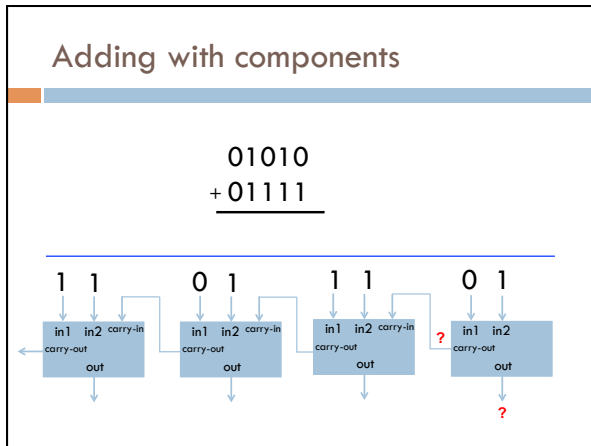 Adding with components
01010
+ 01111
1 1 0 1 1 1 0 1
in1 in2 carry-in in1 in2 carry-in in1 in2 carry-in in1 in2
carry-out carry-out carry-out ? carry-out
out out out out
?